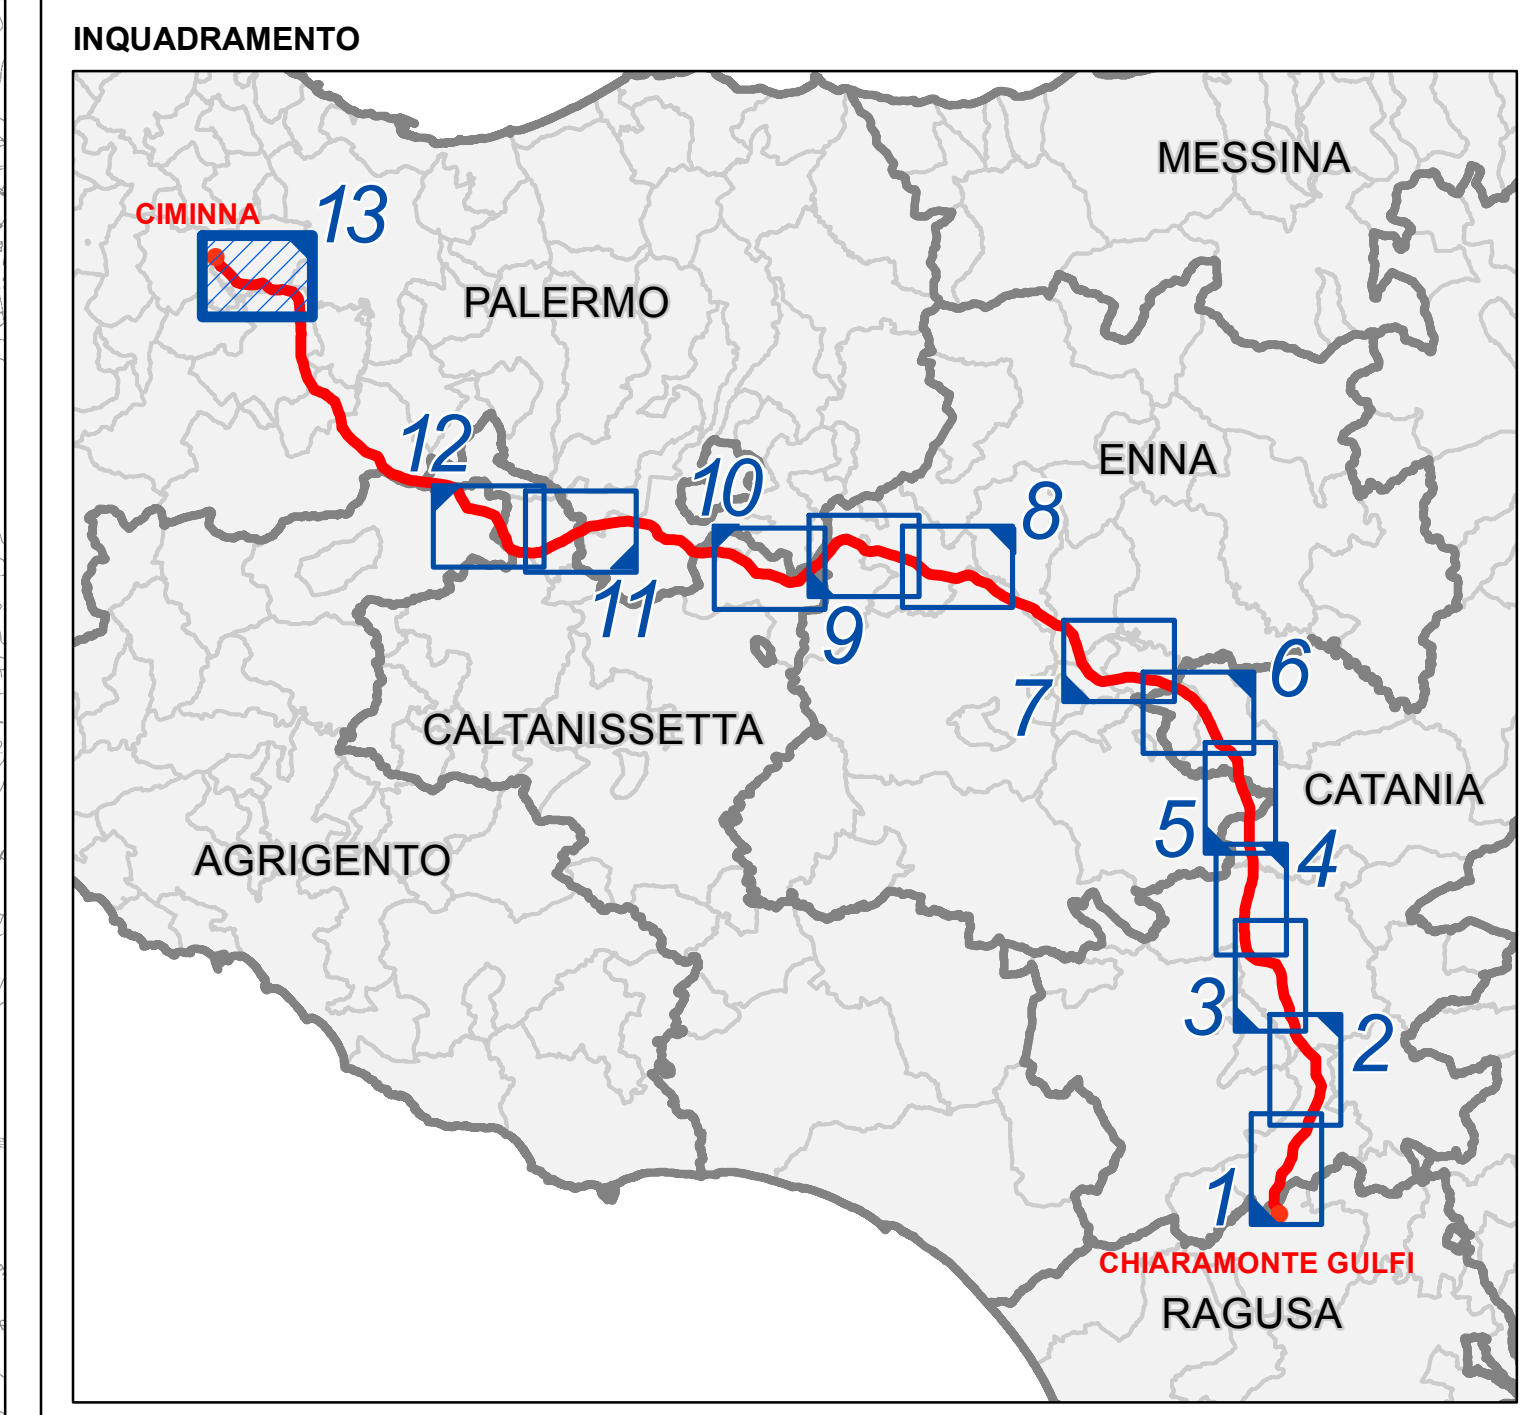 INQUADRAMENTO
MESSINA
CIMINNA
13
PALERMO
12
ENNA
10
8
11
9
6
7
CALTANISSETTA
CATANIA
5
4
AGRIGENTO
3
2
1
CHIARAMONTE GULFI
RAGUSA